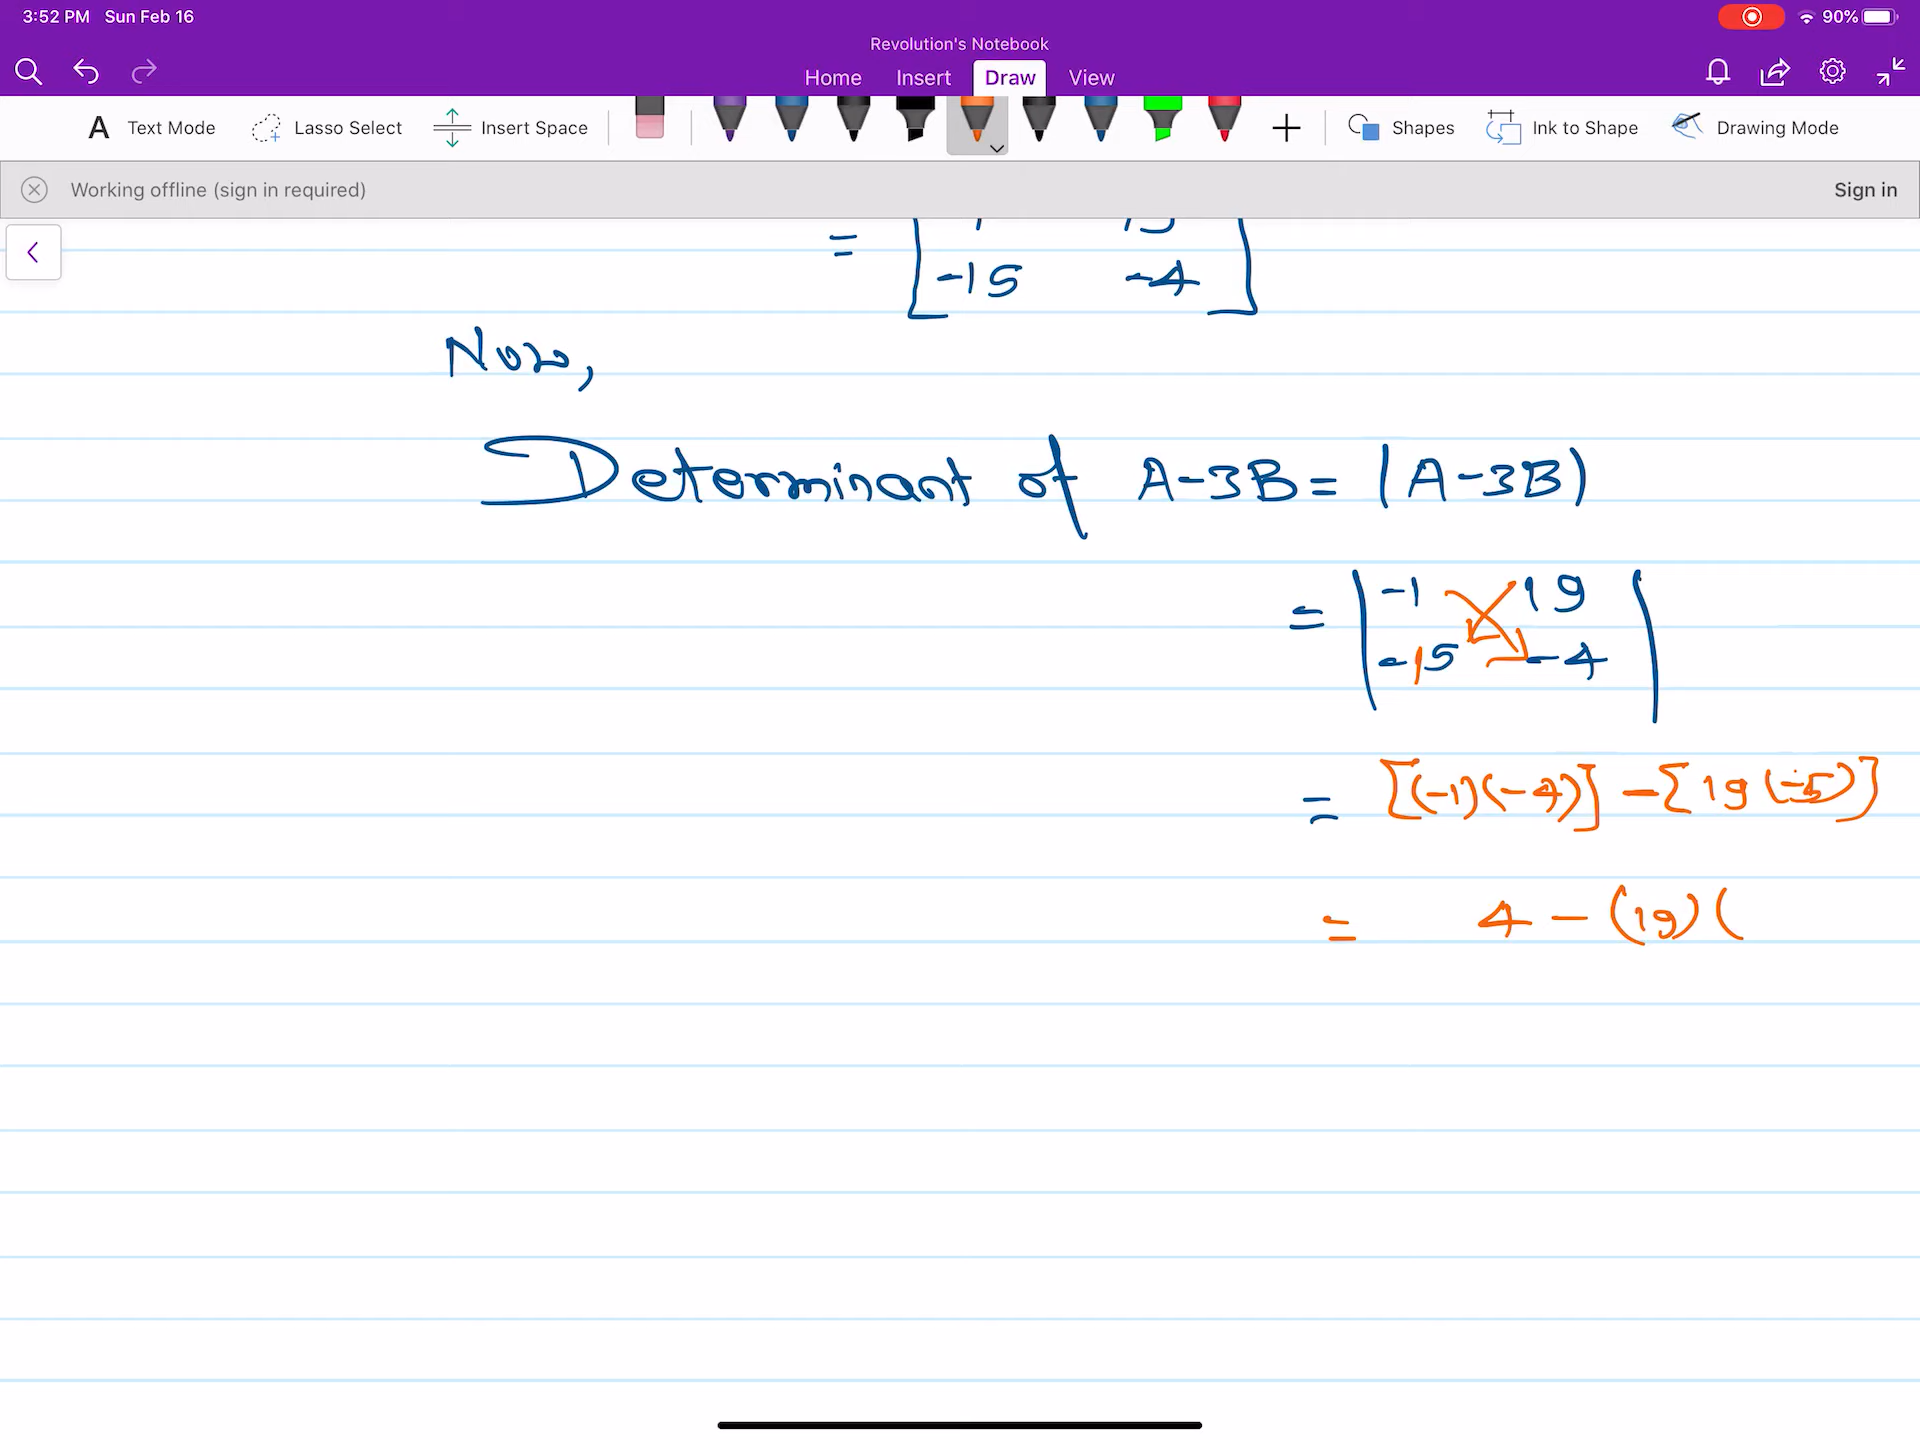 3:52 PM Sun Feb 16
90%
Revolution's Notebook
Home Insert Draw View
A Text Mode Lasso Select Insert Space Shapes Ink to Shape Drawing Mode
Working offline (sign in required) Sign in
=
-15 -4
Now,
Determinant of A-3B = |A-3B|
= | -1 19
-15 -4 |
= [(-1)(-4)] - [19(-5)]
= 4 - (19)(